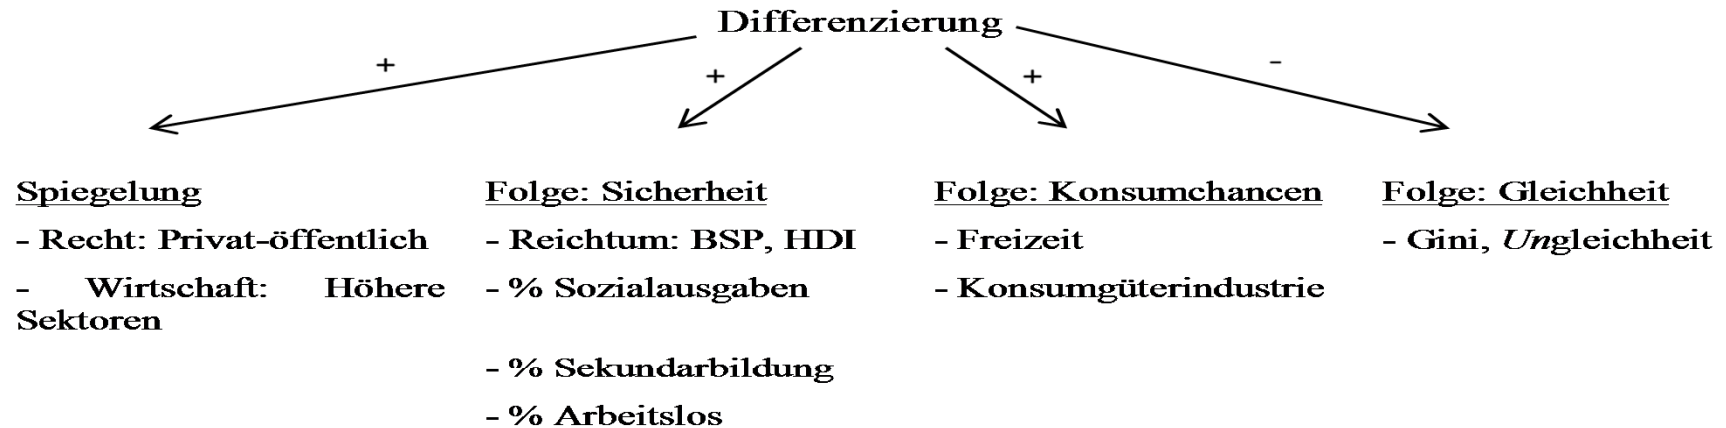 Differenzierung
+ + + -
Spiegelung
- Recht: Privat-öffentlich
- Wirtschaft: Höhere
Sektoren
Folge: Sicherheit
- Reichtum: BSP, HDI
- % Sozialausgaben
- % Sekundarbildung
- % Arbeitslos
Folge: Konsumchancen
- Freizeit
- Konsumgüterindustrie
Folge: Gleichheit
- Gini, Ungleichheit